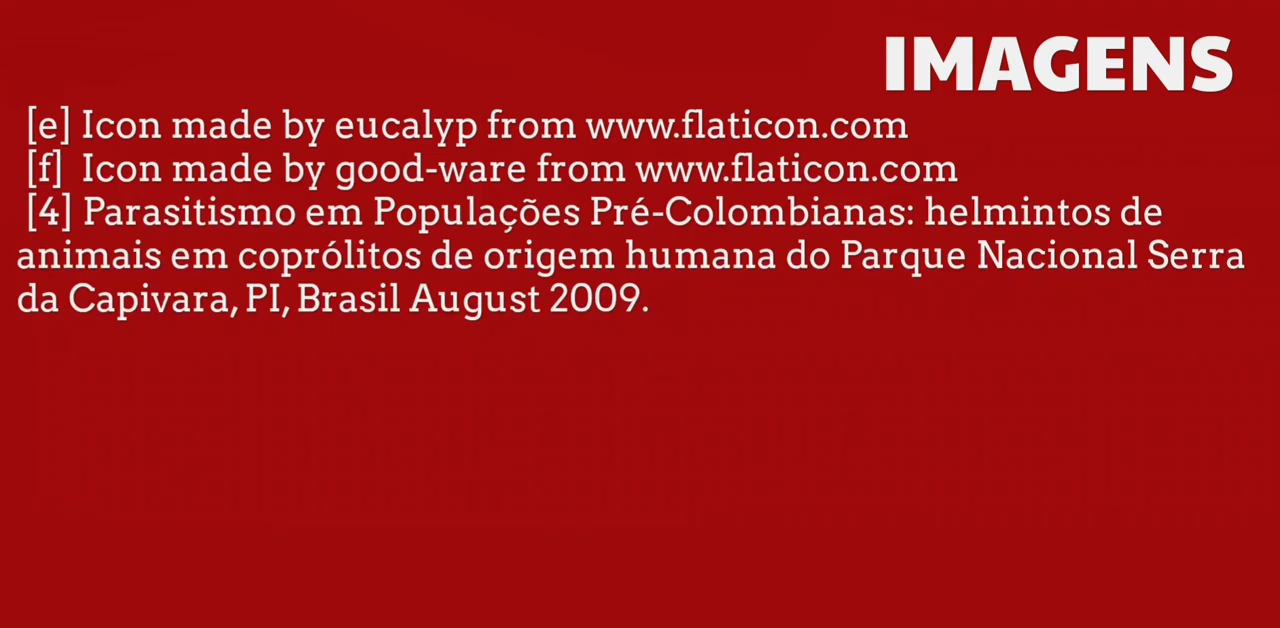 IMAGENS
[e] Icon made by eucalyp from www.flaticon.com
[f] Icon made by good-ware from www.flaticon.com
[4] Parasitismo em Populações Pré-Colombianas: helmintos de
animais em coprólitos de origem humana do Parque Nacional Serra
da Capivara, PI, Brasil August 2009.